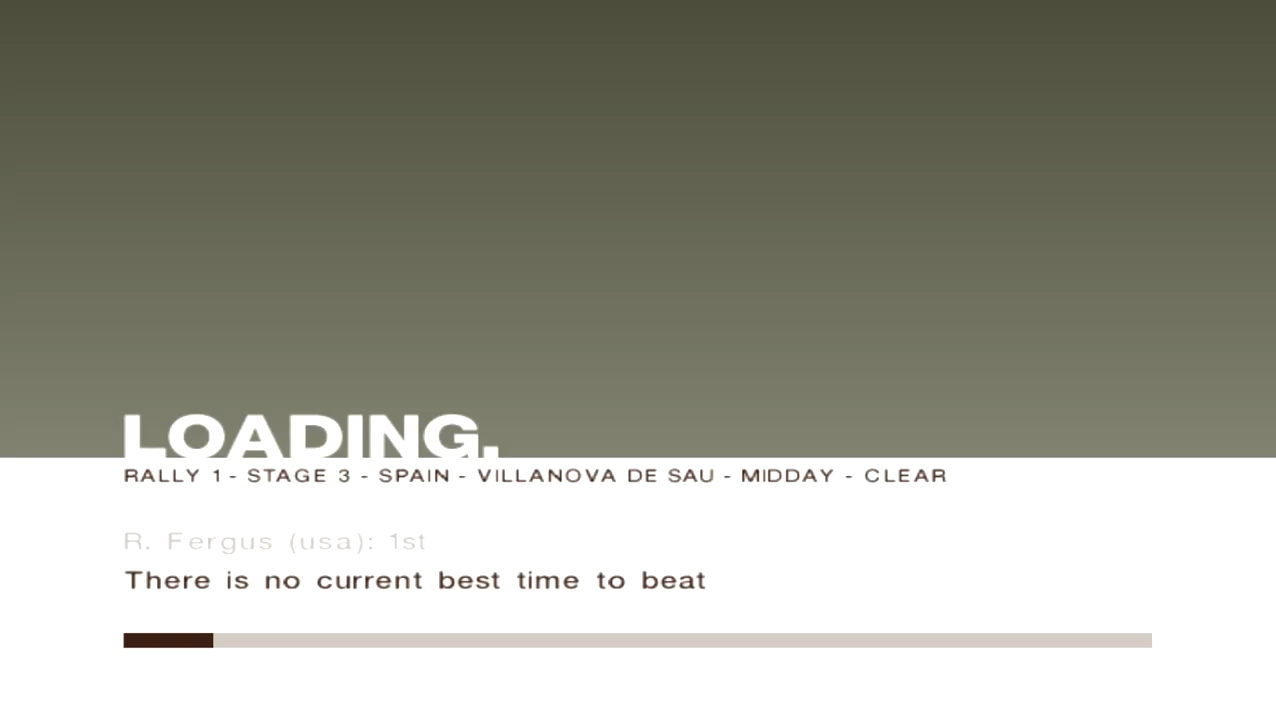 LOADING.
RALLY 1 - STAGE 3 - SPAIN - VILLANOVA DE SAU - MIDDAY - CLEAR
R. Fergus (usa): 1st
There is no current best time to beat